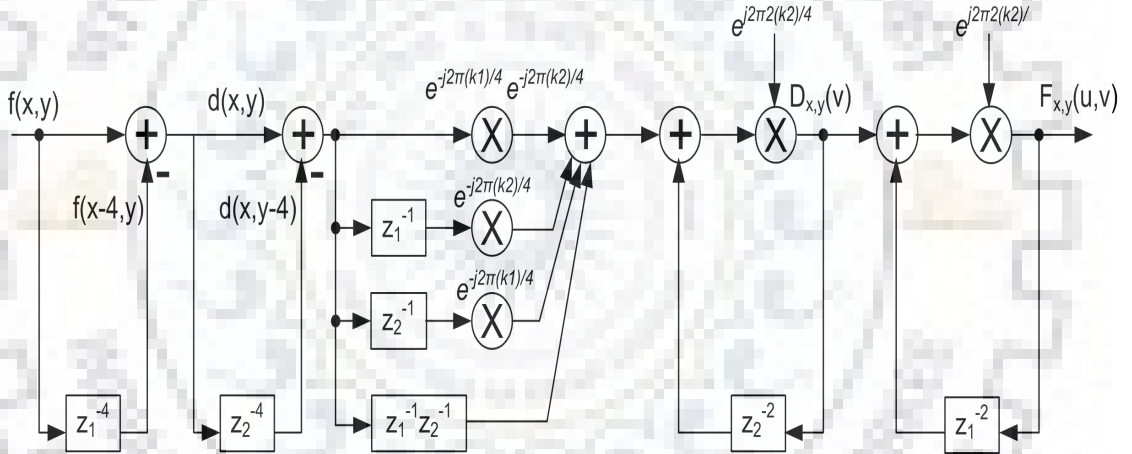 e^{j2π2(k2)/4} e^{j2π2(k2)/}
e^{-j2π(k1)/4} e^{-j2π(k2)/4}
f(x,y) + d(x,y) + X + + X D_{x,y}(v) + X F_{x,y}(u,v)
- -
f(x-4,y) d(x,y-4)
e^{-j2π(k2)/4}
z_1^{-1} X
e^{-j2π(k1)/4}
z_2^{-1} X
z_1^{-4} z_2^{-4} z_1^{-1}z_2^{-1} z_2^{-2} z_1^{-2}